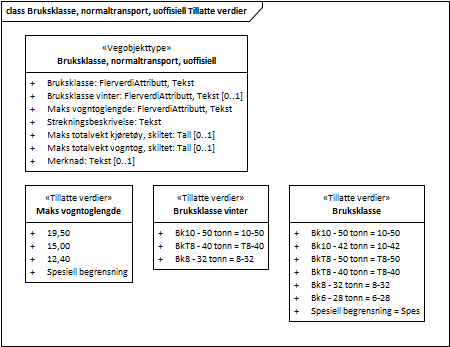 class Bruksklasse, normaltransport, uoffisiell Tillatte verdier
«Vegobjekttype»
Bruksklasse, normaltransport, uoffisiell
+ Bruksklasse: FlerverdiAttributt, Tekst
+ Bruksklasse vinter: FlerverdiAttributt, Tekst [0..1]
+ Maks vogntoglengde: FlerverdiAttributt, Tekst
+ Strekningsbeskrivelse: Tekst
+ Maks totalvekt kjøretøy, skiltet: Tall [0..1]
+ Maks totalvekt vogntog, skiltet: Tall [0..1]
+ Merknad: Tekst [0..1]
«Tillatte verdier»
Maks vogntoglengde
+ 19,50
+ 15,00
+ 12,40
+ Spesiell begrensning
«Tillatte verdier»
Bruksklasse vinter
+ Bk10 - 50 tonn = 10-50
+ BkT8 - 40 tonn = T8-40
+ Bk8 - 32 tonn = 8-32
«Tillatte verdier»
Bruksklasse
+ Bk10 - 50 tonn = 10-50
+ Bk10 - 42 tonn = 10-42
+ BkT8 - 50 tonn = T8-50
+ BkT8 - 40 tonn = T8-40
+ Bk8 - 32 tonn = 8-32
+ Bk6 - 28 tonn = 6-28
+ Spesiell begrensning = Spes